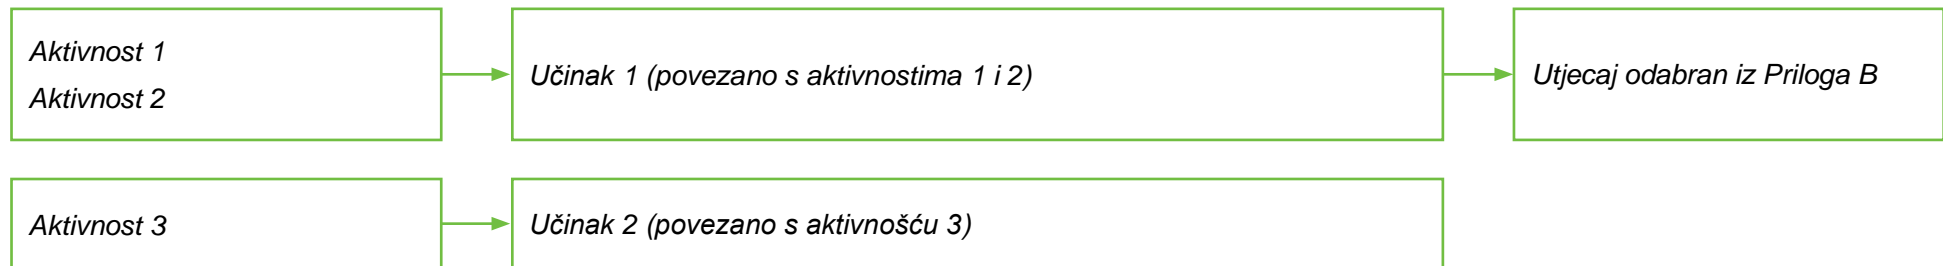 Aktivnost 1
Aktivnost 2
Učinak 1 (povezano s aktivnostima 1 i 2)
Utjecaj odabran iz Priloga B
Aktivnost 3
Učinak 2 (povezano s aktivnošću 3)